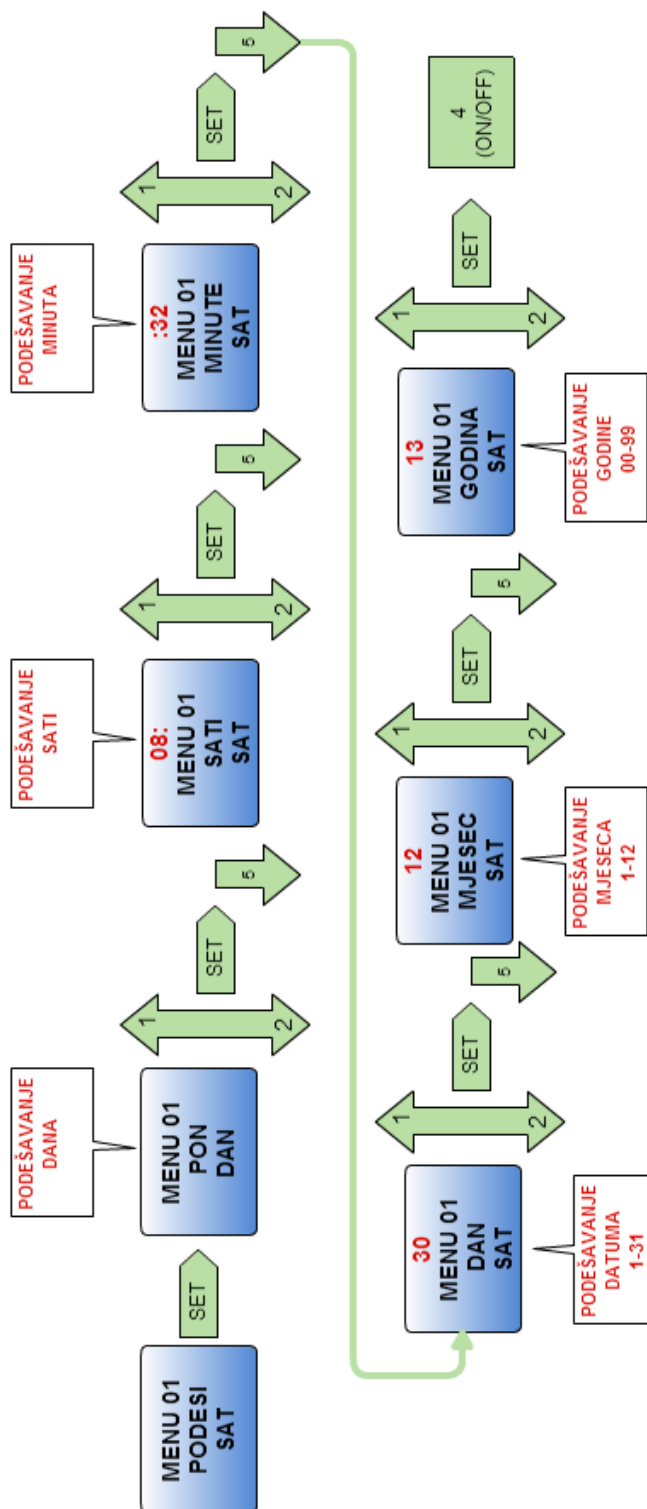 MENU 01
PODESI
SAT
SET
PODEŠAVANJE
DANA
MENU 01
PON
DAN
1
2
SET
5
PODEŠAVANJE
SATI
08:
MENU 01
SATI
SAT
1
2
SET
5
PODEŠAVANJE
MINUTA
:32
MENU 01
MINUTE
SAT
1
2
SET
5
30
MENU 01
DAN
SAT
PODEŠAVANJE
DATUMA
1-31
1
2
SET
5
12
MENU 01
MJESEC
SAT
PODEŠAVANJE
MJESECA
1-12
1
2
SET
5
13
MENU 01
GODINA
SAT
PODEŠAVANJE
GODINE
00-99
1
2
SET
4
(ON/OFF)